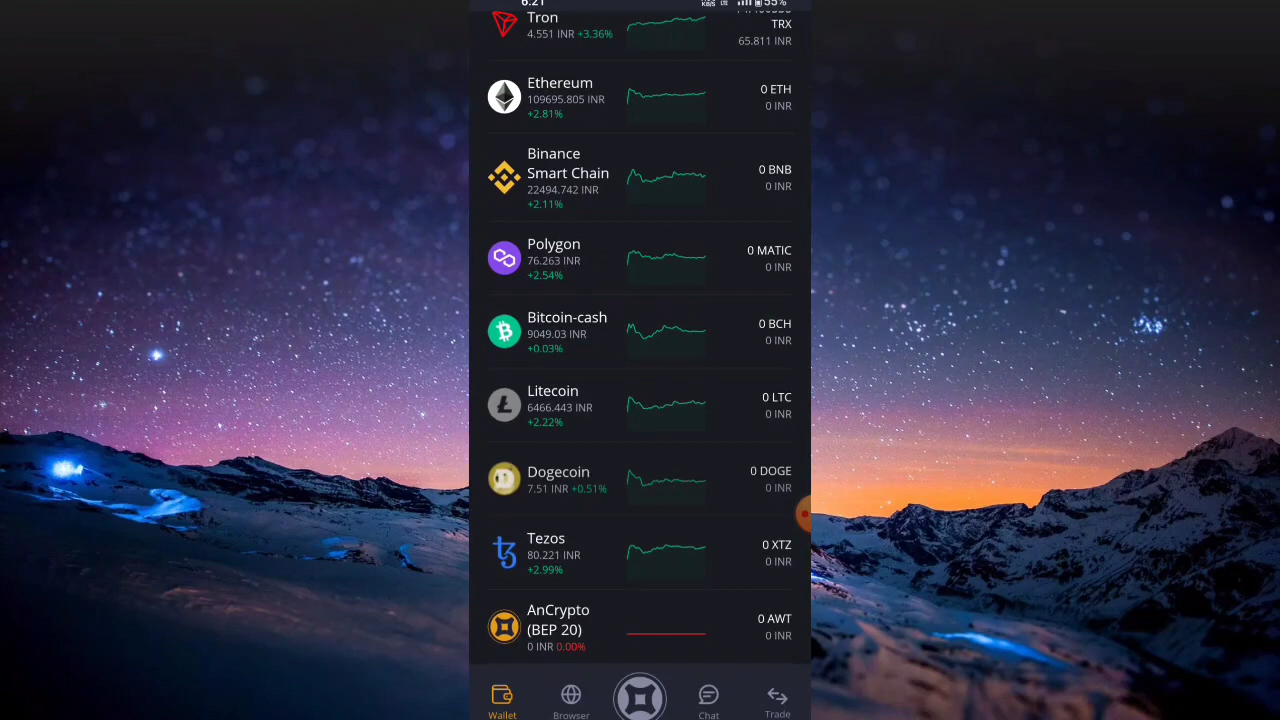 6:21
KB/S LTE 55%
Tron
4.551 INR +3.36%
TRX
65.811 INR
Ethereum
109695.805 INR
+2.81%
0 ETH
0 INR
Binance
Smart Chain
22494.742 INR
+2.11%
0 BNB
0 INR
Polygon
76.263 INR
+2.54%
0 MATIC
0 INR
Bitcoin-cash
9049.03 INR
+0.03%
0 BCH
0 INR
Litecoin
6466.443 INR
+2.22%
0 LTC
0 INR
Dogecoin
7.51 INR +0.51%
0 DOGE
0 INR
Tezos
80.221 INR
+2.99%
0 XTZ
0 INR
AnCrypto
(BEP 20)
0 INR 0.00%
0 AWT
0 INR
Wallet Browser Chat Trade